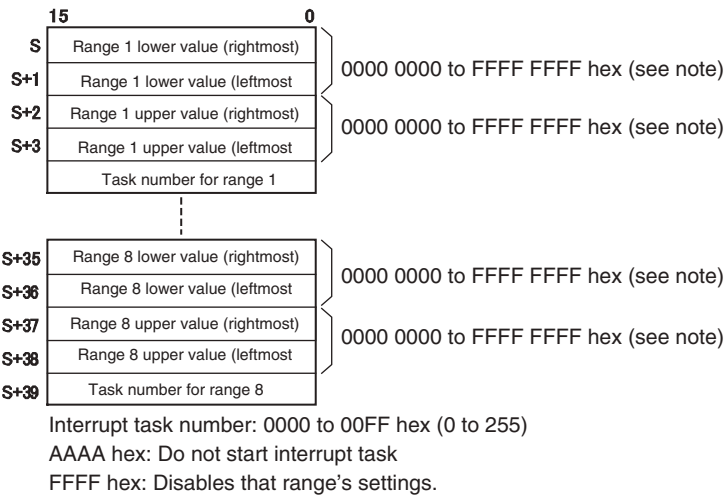 15 0
S Range 1 lower value (rightmost)
S+1 Range 1 lower value (leftmost
0000 0000 to FFFF FFFF hex (see note)
S+2 Range 1 upper value (rightmost)
S+3 Range 1 upper value (leftmost
0000 0000 to FFFF FFFF hex (see note)
Task number for range 1
S+35 Range 8 lower value (rightmost)
S+36 Range 8 lower value (leftmost
0000 0000 to FFFF FFFF hex (see note)
S+37 Range 8 upper value (rightmost)
S+38 Range 8 upper value (leftmost
0000 0000 to FFFF FFFF hex (see note)
S+39 Task number for range 8
Interrupt task number: 0000 to 00FF hex (0 to 255)
AAAA hex: Do not start interrupt task
FFFF hex: Disables that range's settings.